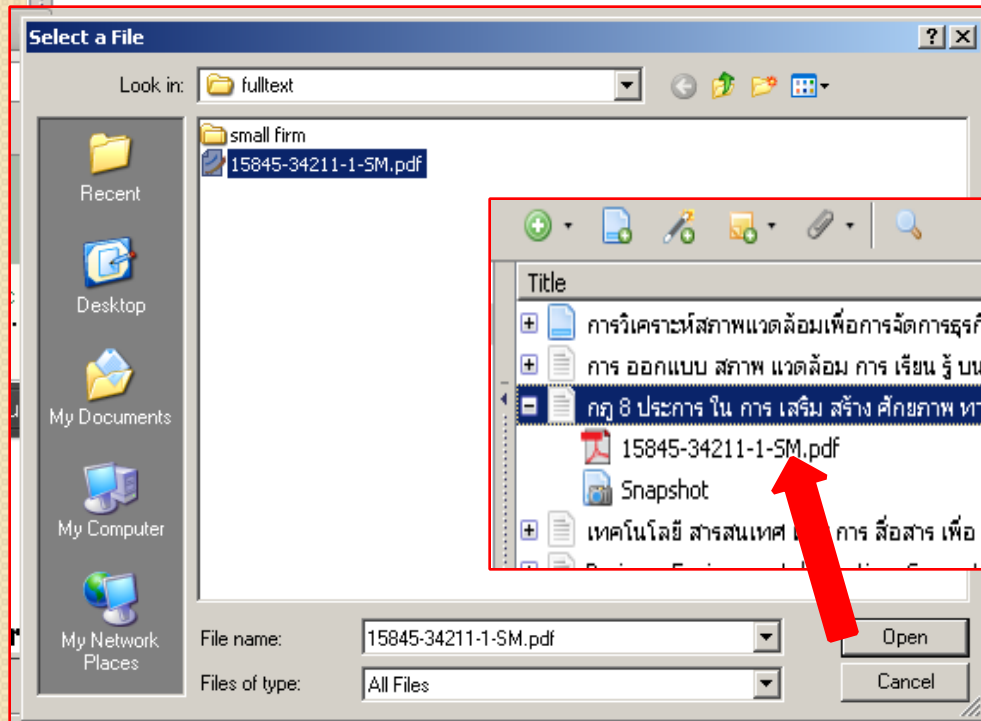 Select a File
Look in:
fulltext
small firm
15845-34211-1-SM.pdf
Recent
Desktop
My Documents
My Computer
My Network
Places
Title
การวิเคราะห์สภาพแวดล้อมเพื่อการจัดการธุรกิ
การ ออกแบบ สภาพ แวดล้อม การ เรียน รู้ บน
กฎ 8 ประการ ใน การ เสริม สร้าง ศักยภาพ ทา
15845-34211-1-SM.pdf
Snapshot
เทคโนโลยี สารสนเทศ การ สื่อสาร เพื่อ
File name:
15845-34211-1-SM.pdf
Open
Files of type:
All Files
Cancel